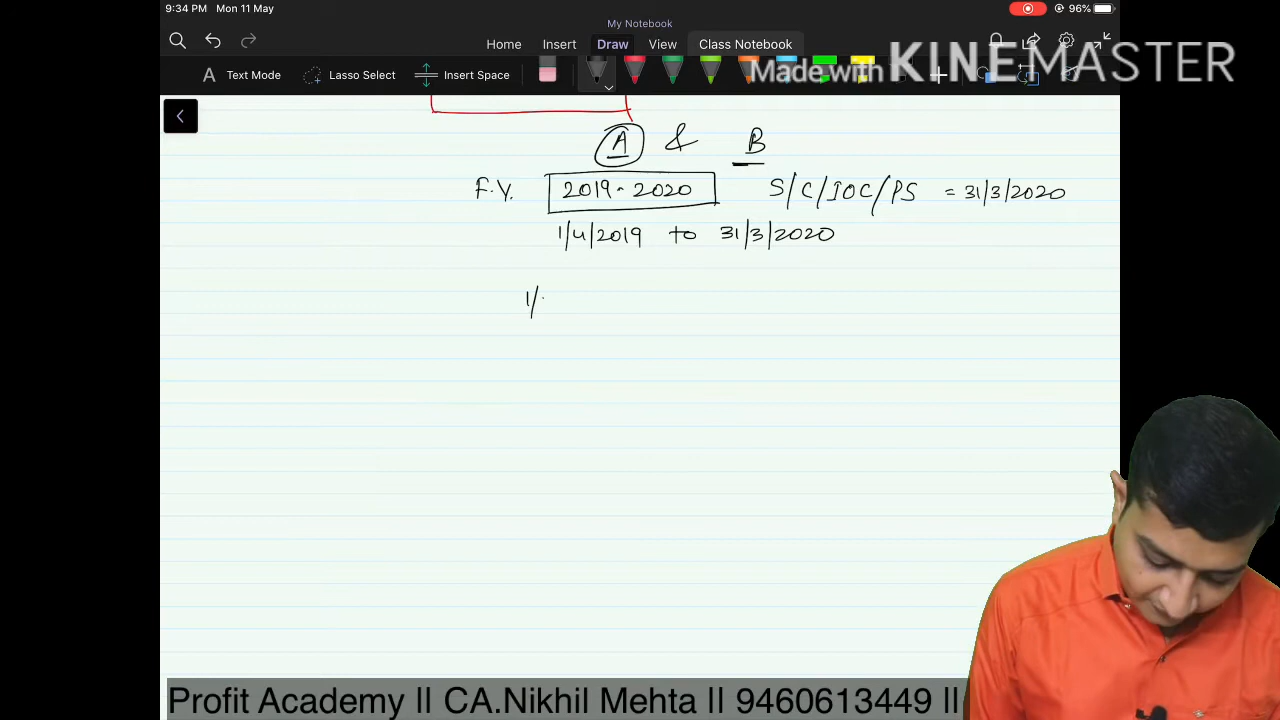 9:34 PM Mon 11 May
96%
My Notebook
Home Insert Draw View Class Notebook
Text Mode Lasso Select Insert Space
Made with KINEMASTER
A & B
F.Y. 2019-2020 S/C/IOC/PS = 31/3/2020
1/4/2019 to 31/3/2020
1/
Profit Academy ll CA.Nikhil Mehta ll 9460613449 ll